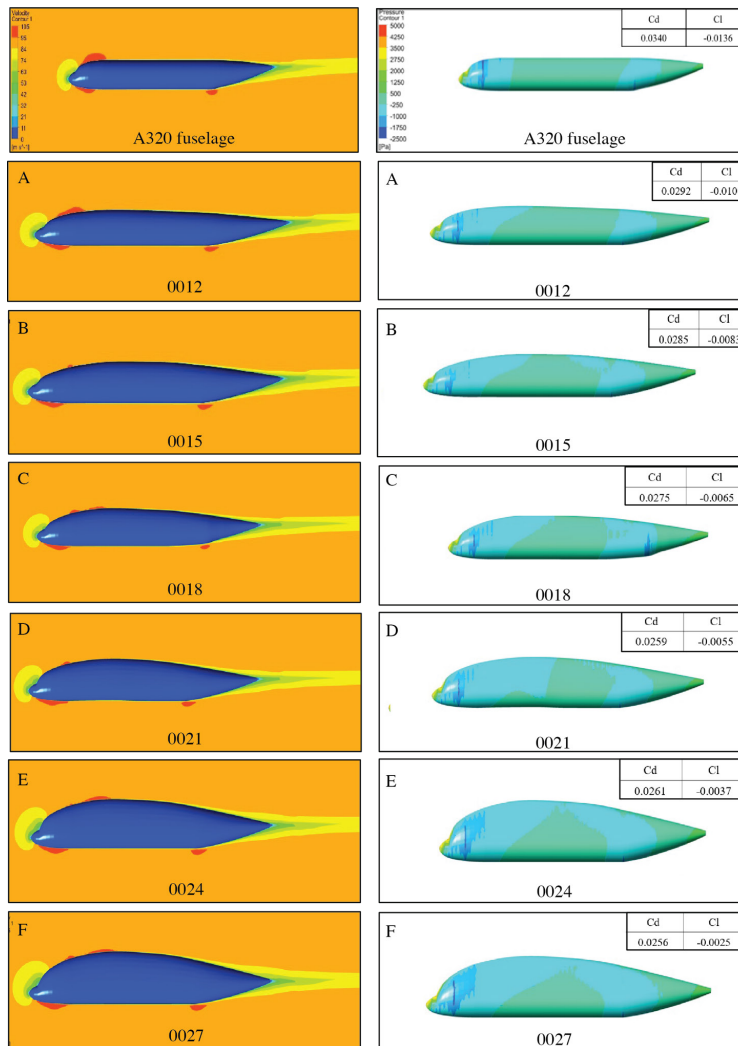 Velocity
Contour 1
105
95
84
74
63
53
42
32
21
11
0
[m s^-1]
A320 fuselage
Pressure
Contour 1
5000
4250
3500
2750
2000
1250
500
-250
-1000
-1750
-2500
[Pa]
Cd Cl
0.0340 -0.0136
A320 fuselage
A
0012
A
Cd Cl
0.0292 -0.010
0012
B
0015
B
Cd Cl
0.0285 -0.0083
0015
C
0018
C
Cd Cl
0.0275 -0.0065
0018
D
0021
D
Cd Cl
0.0259 -0.0055
0021
E
0024
E
Cd Cl
0.0261 -0.0037
0024
F
0027
F
Cd Cl
0.0256 -0.0025
0027